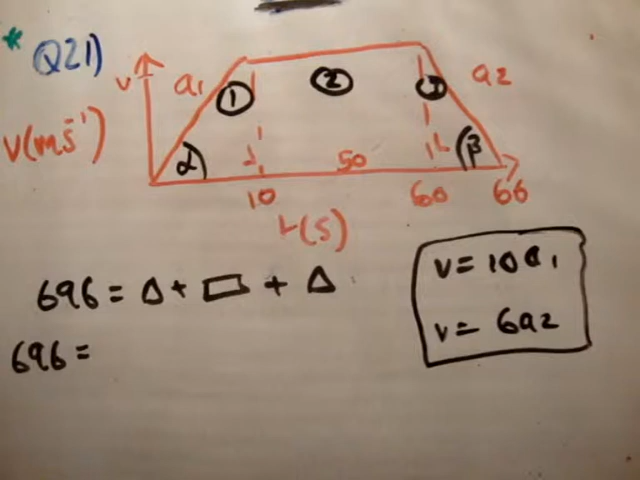 * Q21)
v a1 1 2 3 a2
V(ms⁻¹)
α 50 β
10 60 66
t(s)
696 = Δ + ▭ + Δ
696 =
v = 10a1
v = 6a2